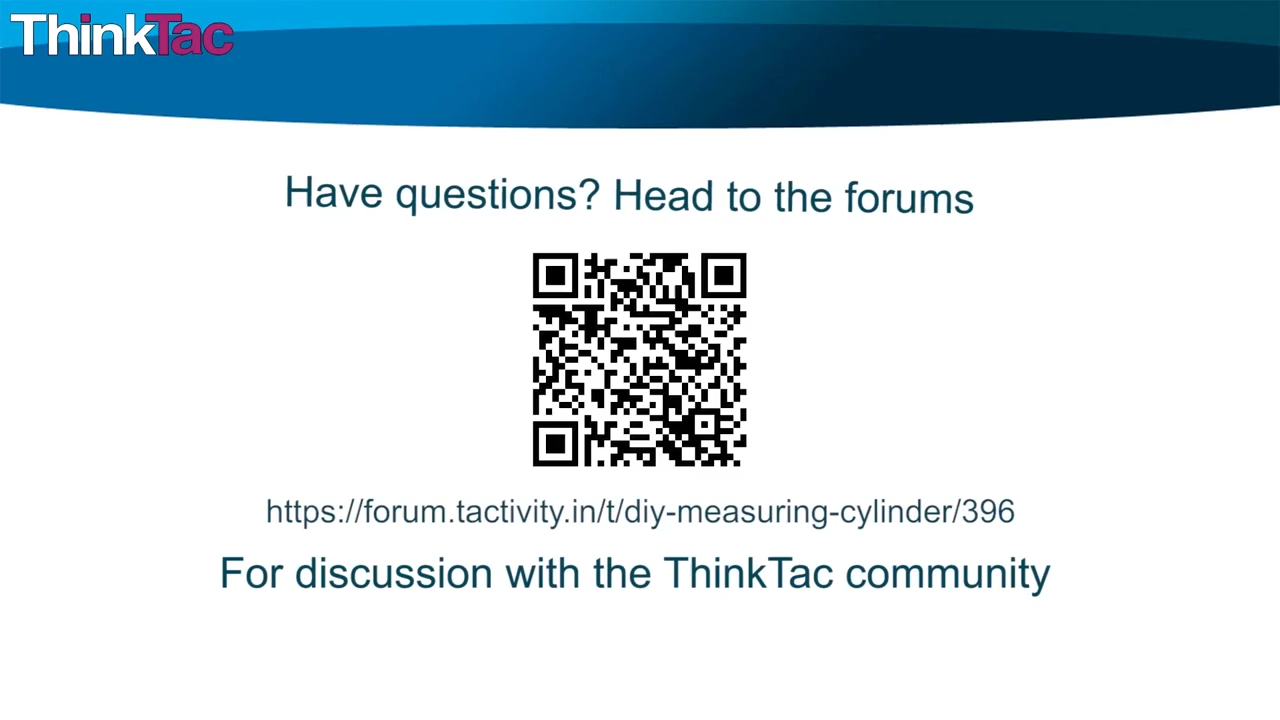 ThinkTac
Have questions? Head to the forums
https://forum.tactivity.in/t/diy-measuring-cylinder/396
For discussion with the ThinkTac community